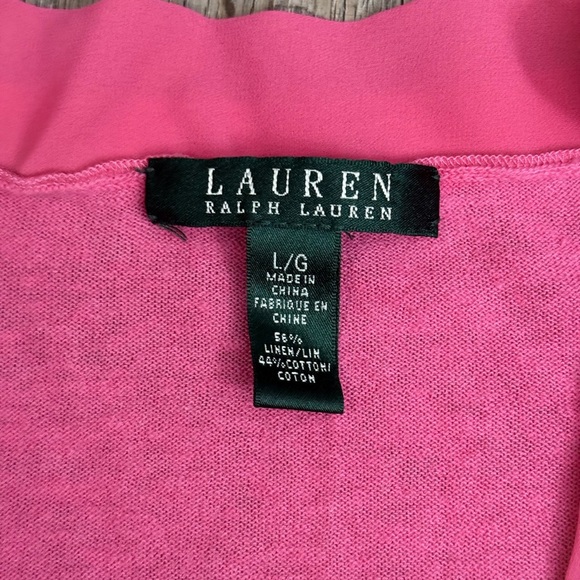 LAUREN
RALPH LAUREN
L/G
MADE IN
CHINA
FABRIQUE EN
CHINE
56%
LINEN/LIN
44%COTTON/
COTON